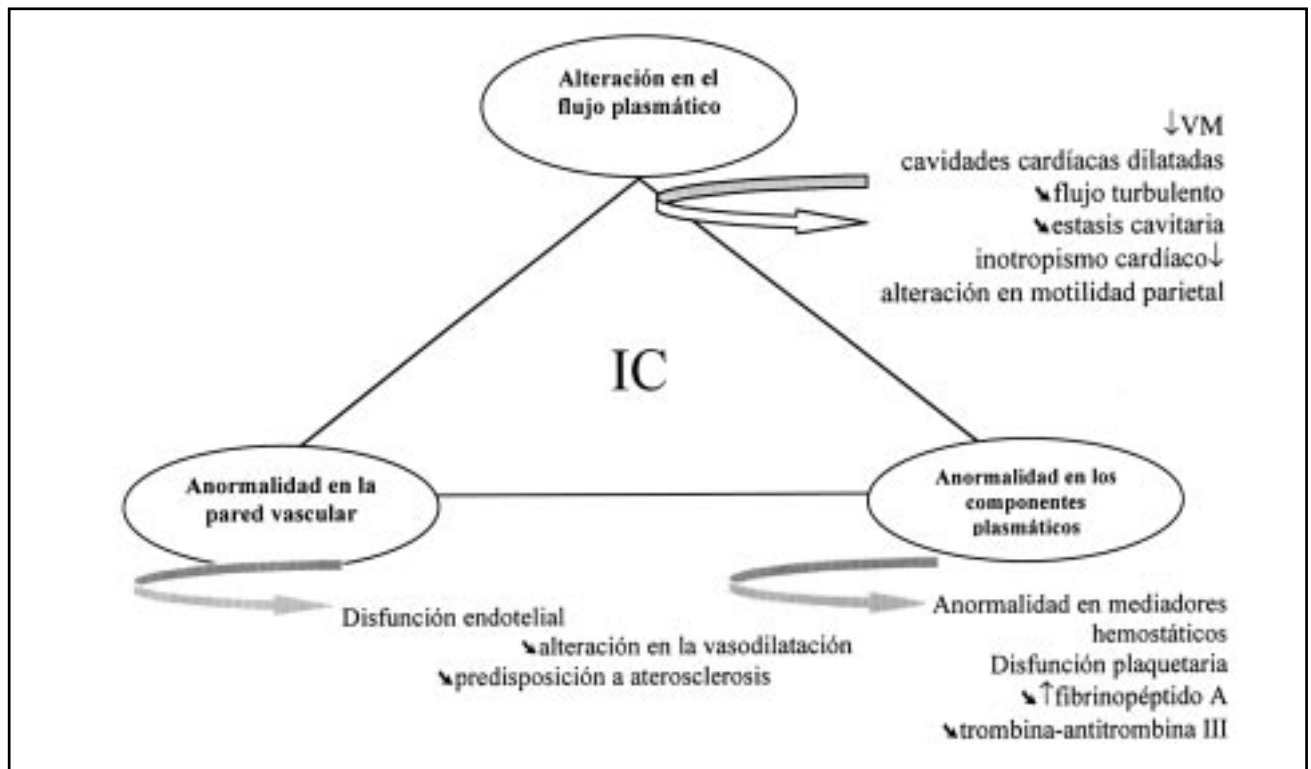 Alteración en el
flujo plasmático
↓VM
cavidades cardíacas dilatadas
↘flujo turbulento
↘estasis cavitaria
inotropismo cardíaco↓
alteración en motilidad parietal
IC
Anormalidad en la
pared vascular
Anormalidad en los
componentes
plasmáticos
Disfunción endotelial
↘alteración en la vasodilatación
↘predisposición a aterosclerosis
Anormalidad en mediadores
hemostáticos
Disfunción plaquetaria
↘↑fibrinopéptido A
↘trombina-antitrombina III